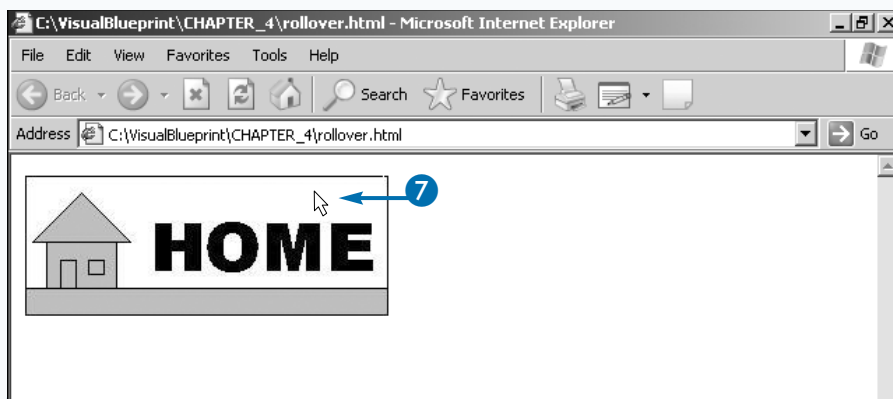 C:\VisualBlueprint\CHAPTER_4\rollover.html - Microsoft Internet Explorer
File Edit View Favorites Tools Help
Back Search Favorites
Address C:\VisualBlueprint\CHAPTER_4\rollover.html Go
7
HOME